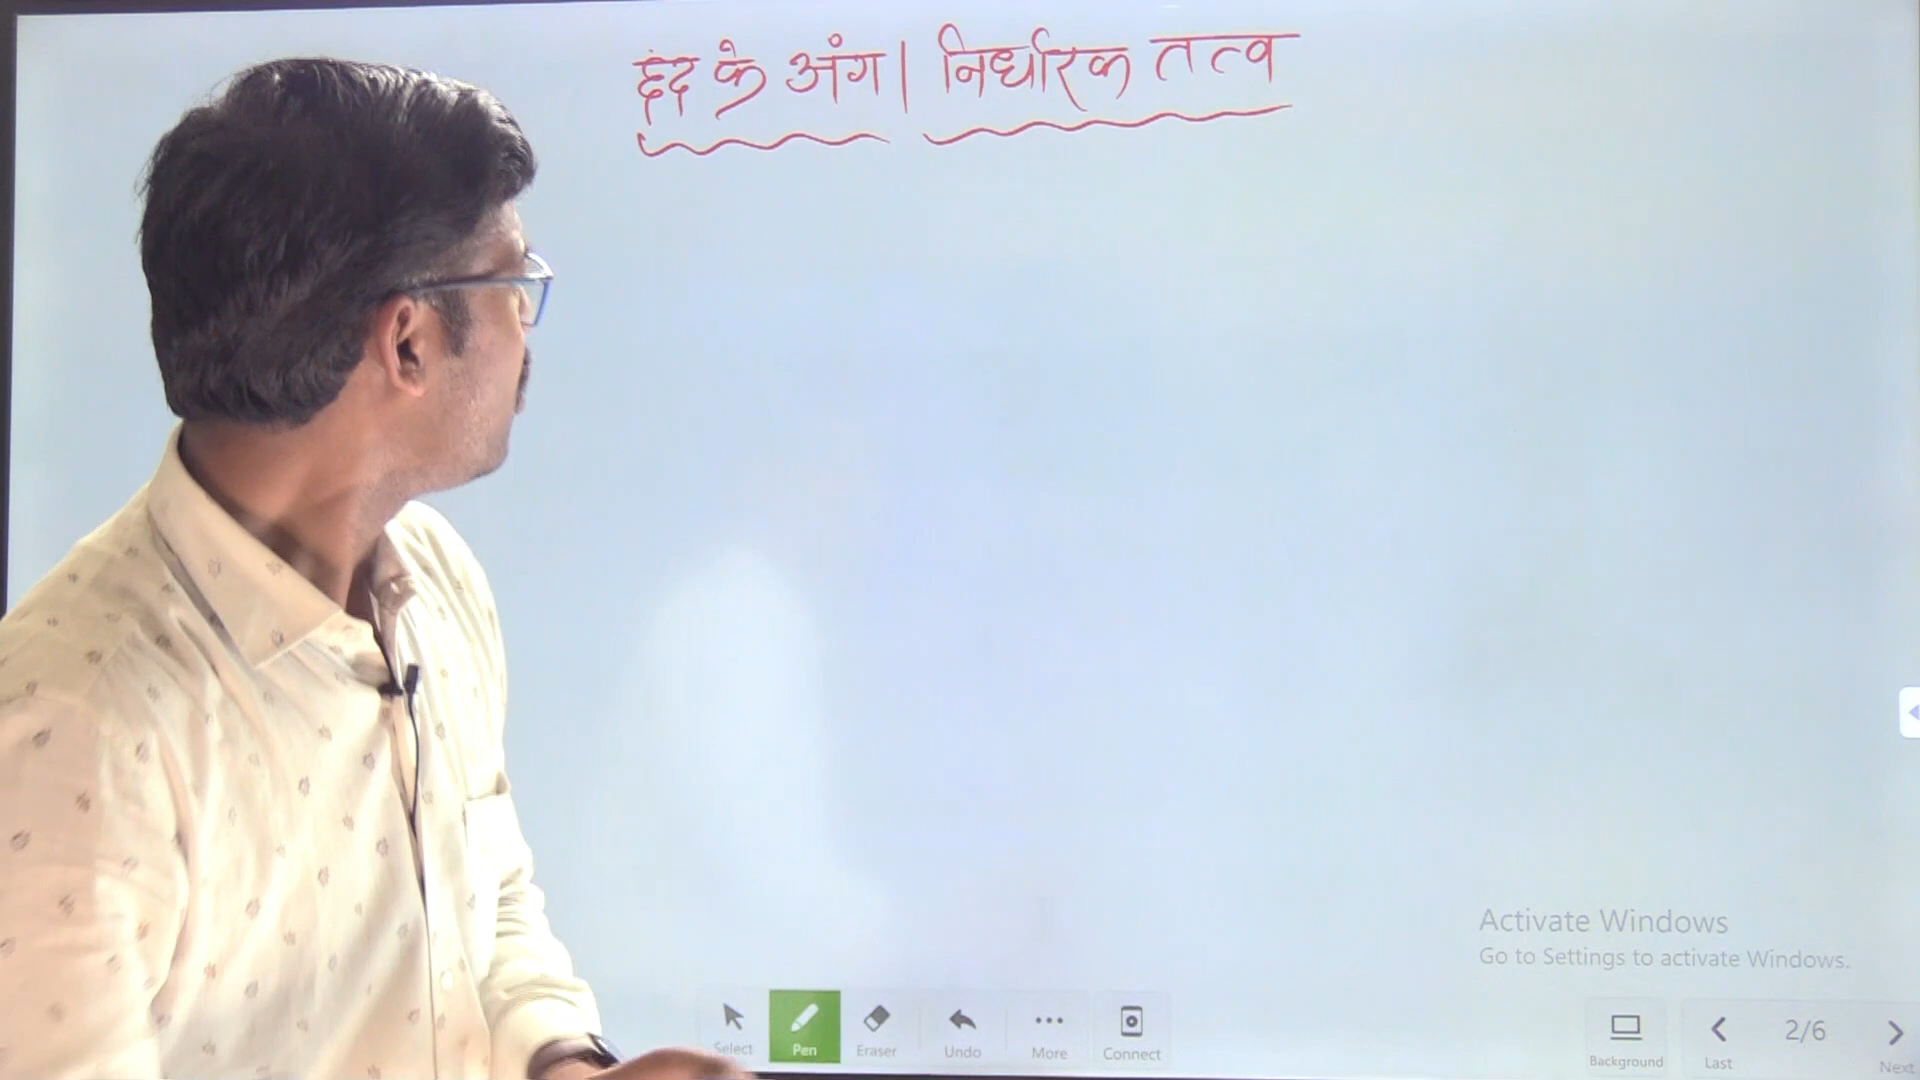 छंद के अंग | निर्धारक तत्व
Activate Windows
Go to Settings to activate Windows.
Select Pen Eraser Undo More Connect
Background Last 2/6 Next